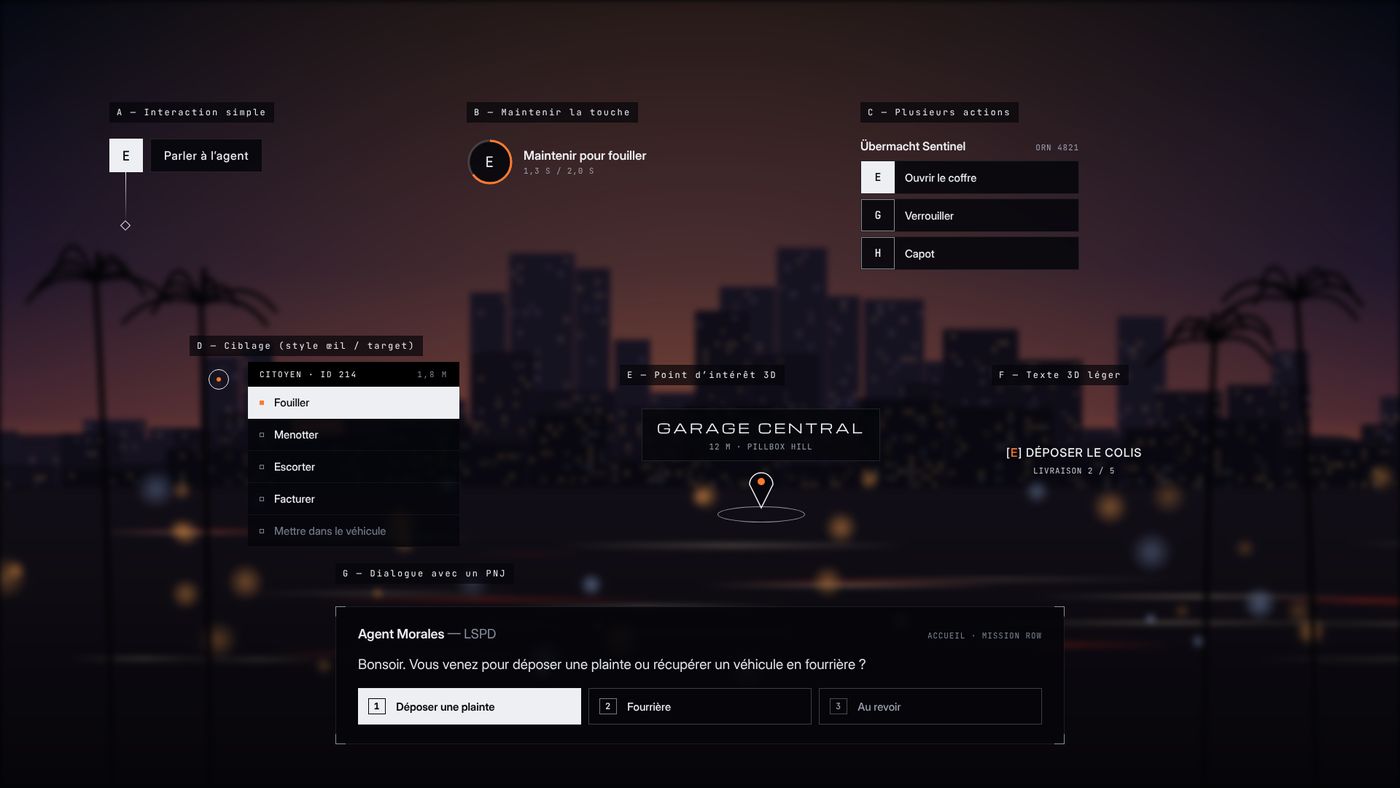 A — Interaction simple
E
Parler à l'agent
B — Maintenir la touche
E
Maintenir pour fouiller
1,3 S / 2,0 S
C — Plusieurs actions
Übermacht Sentinel
ORN 4821
E
Ouvrir le coffre
G
Verrouiller
H
Capot
D — Ciblage (style œil / target)
CITOYEN · ID 214
1,8 M
Fouiller
Menotter
Escorter
Facturer
Mettre dans le véhicule
E — Point d'intérêt 3D
GARAGE CENTRAL
12 M · PILLBOX HILL
F — Texte 3D léger
[E] DÉPOSER LE COLIS
LIVRAISON 2 / 5
G — Dialogue avec un PNJ
Agent Morales — LSPD
ACCUEIL · MISSION ROW
Bonsoir. Vous venez pour déposer une plainte ou récupérer un véhicule en fourrière ?
1 Déposer une plainte
2 Fourrière
3 Au revoir